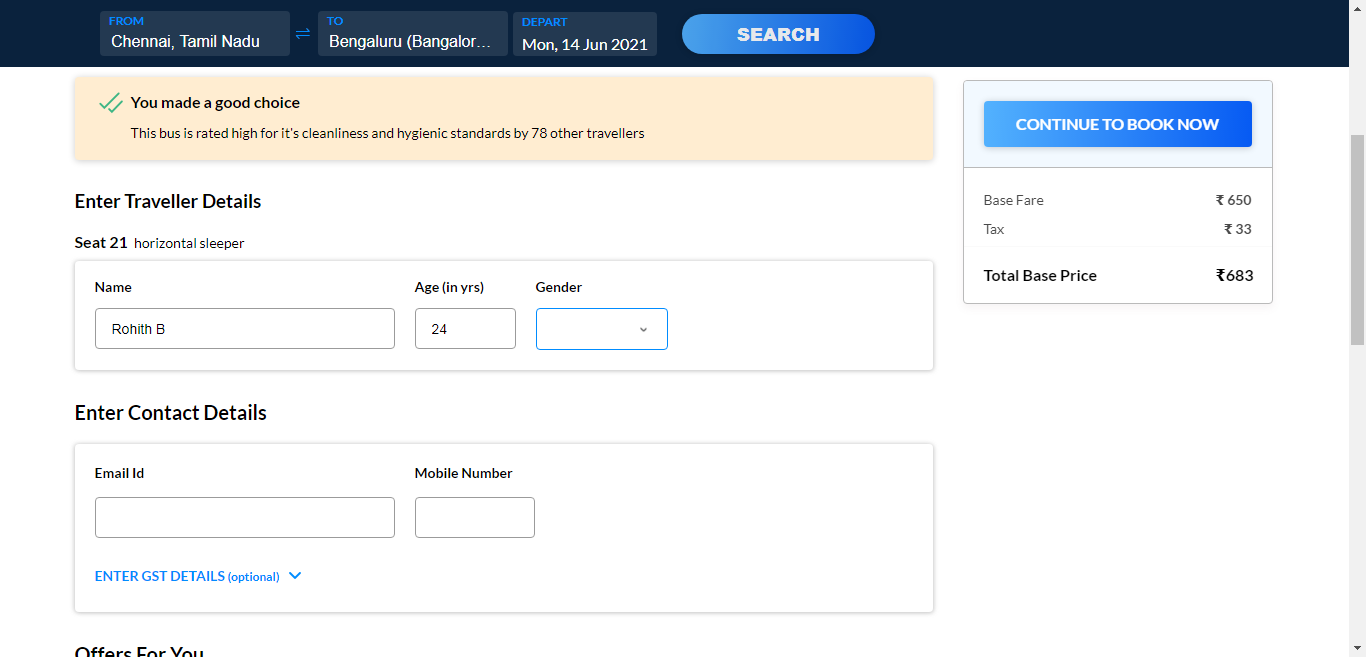 FROM
Chennai, Tamil Nadu
TO
Bengaluru (Bangalor...
DEPART
Mon, 14 Jun 2021
SEARCH
You made a good choice
This bus is rated high for it's cleanliness and hygienic standards by 78 other travellers
CONTINUE TO BOOK NOW
Base Fare ₹ 650
Tax ₹ 33
Total Base Price ₹683
Enter Traveller Details
Seat 21 horizontal sleeper
Name Age (in yrs) Gender
Rohith B 24
Enter Contact Details
Email Id Mobile Number
ENTER GST DETAILS (optional)
Offers For You